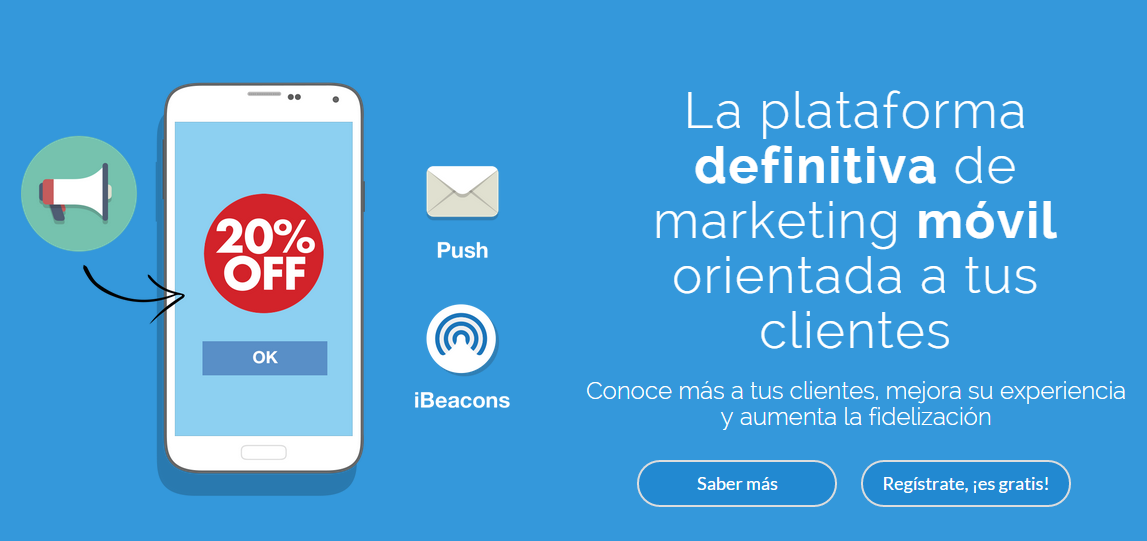 20%
OFF
OK
Push
iBeacons
La plataforma
definitiva de
marketing móvil
orientada a tus
clientes
Conoce más a tus clientes, mejora su experiencia
y aumenta la fidelización
Saber más
Regístrate, ¡es gratis!